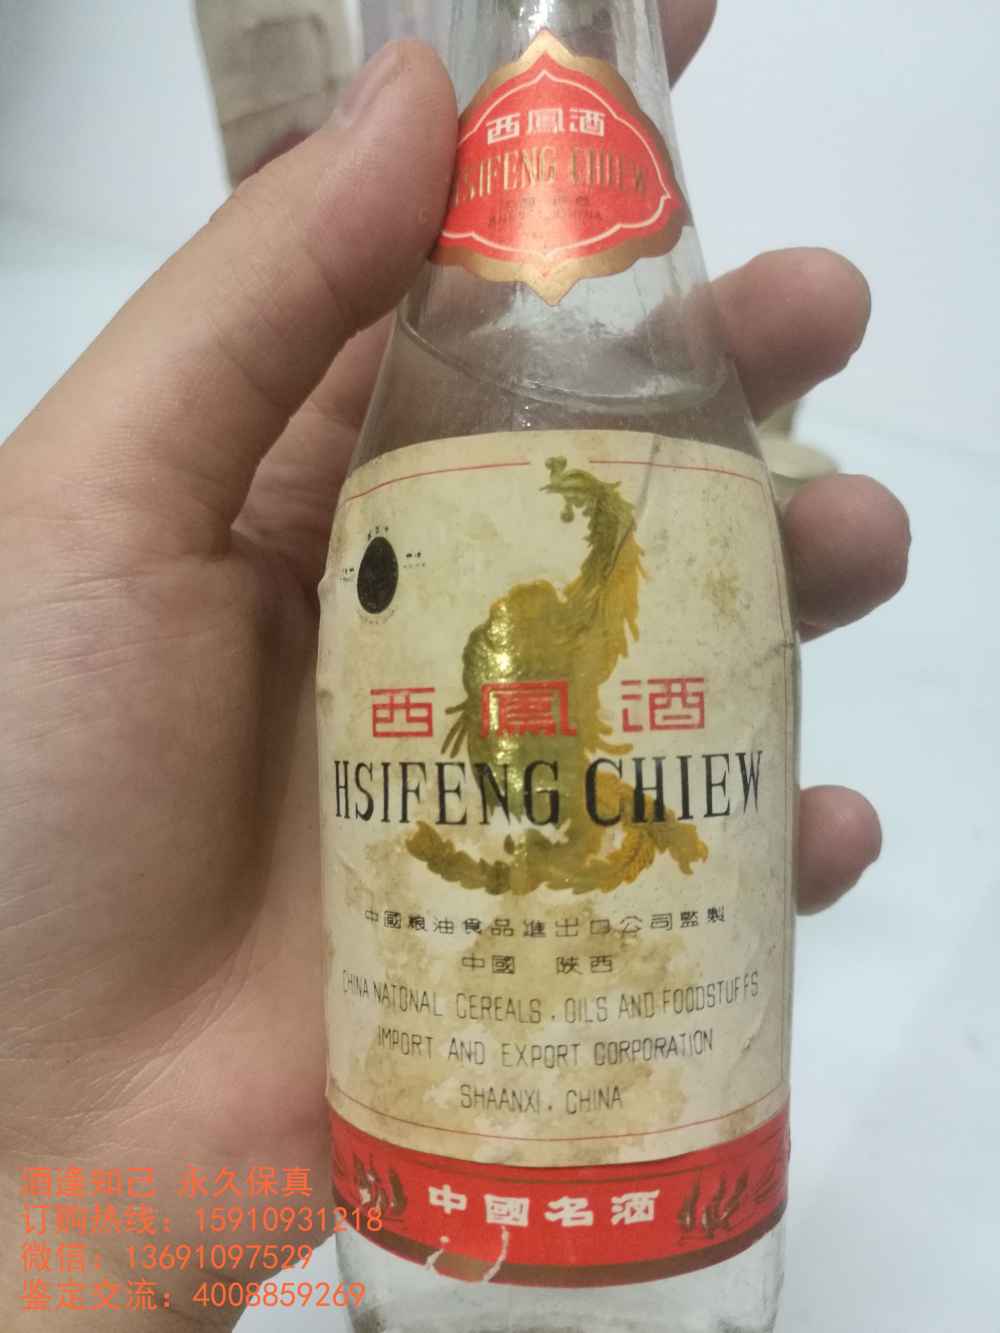 西鳳酒
HSIFENG CHIEW
西鳳酒
HSIFENG CHIEW
中國粮油食品進出口公司監製
中國 陕西
CHINA NATONAL CEREALS, OILS AND FOODSTUFFS
IMPORT AND EXPORT CORPORATION
SHAANXI, CHINA
中國名酒
酒逢知己 永久保真
订购热线：15910931218
微信：13691097529
鉴定交流：4008859269